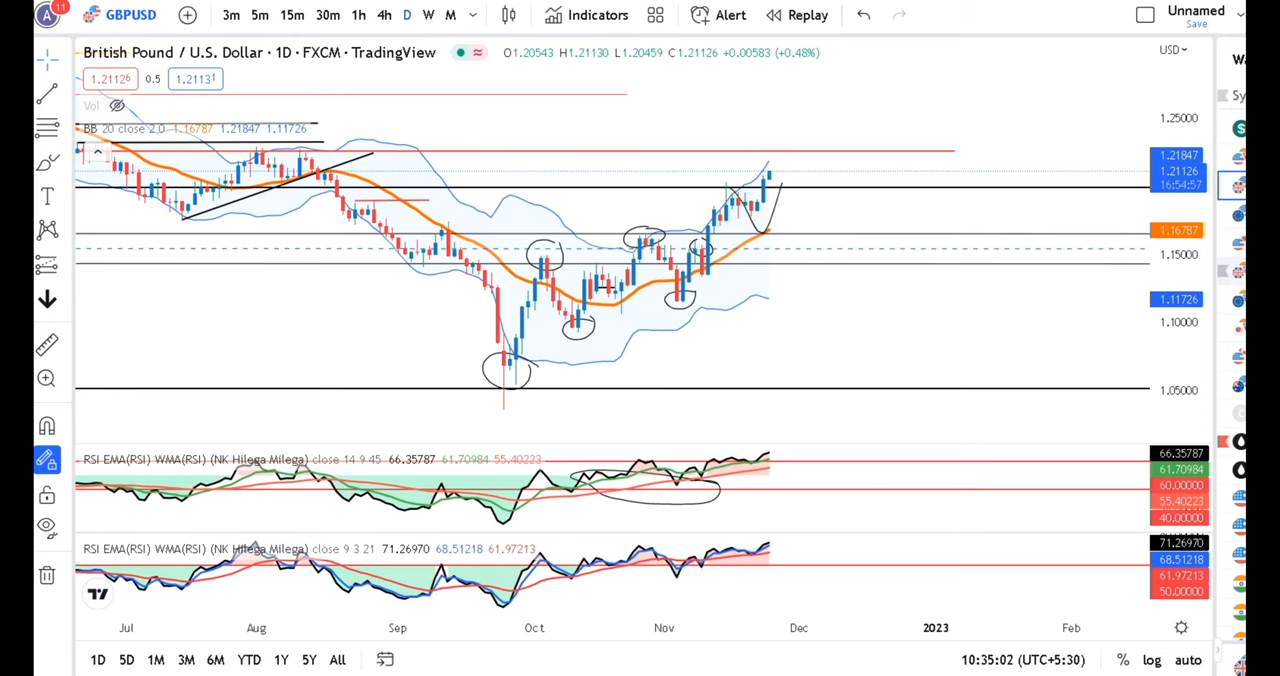 A 11 GBPUSD 3m 5m 15m 30m 1h 4h D W M Indicators Alert Replay Unnamed
Save
British Pound / U.S. Dollar · 1D · FXCM · TradingView O1.20543 H1.21130 L1.20459 C1.21126 +0.00583 (+0.48%) USD
1.21126 0.5 1.21131
Vol
BB 20 close 2 0 1.16787 1.21847 1.11726
1.25000
1.21847
1.21126
16:54:57
1.16787
1.15000
1.11726
1.10000
1.05000
RSI EMA(RSI) WMA(RSI) (NK Hilega Milega) close 14 9 45 66.35787 61.70984 55.40223
66.35787
61.70984
60.00000
55.40223
40.00000
RSI EMA(RSI) WMA(RSI) (NK Hilega Milega) close 9 3 21 71.26970 68.51218 61.97213
71.26970
68.51218
61.97213
50.00000
Jul Aug Sep Oct Nov Dec 2023 Feb
1D 5D 1M 3M 6M YTD 1Y 5Y All 10:35:02 (UTC+5:30) % log auto